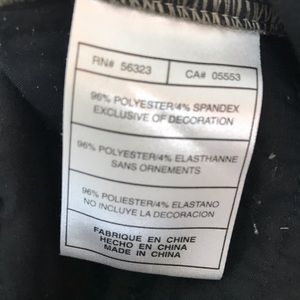 RN# 56323 CA# 05553
96% POLYESTER/4% SPANDEX
EXCLUSIVE OF DECORATION
96% POLYESTER/4% ELASTHANNE
SANS ORNEMENTS
96% POLIESTER/4% ELASTANO
NO INCLUYE LA DECORACION
FABRIQUE EN CHINE
HECHO EN CHINA
MADE IN CHINA